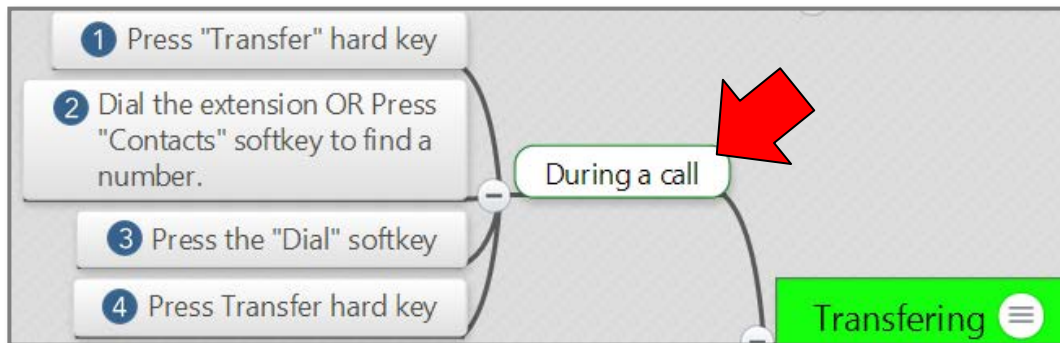 1 Press "Transfer" hard key
2 Dial the extension OR Press
"Contacts" softkey to find a
number.
3 Press the "Dial" softkey
4 Press Transfer hard key
During a call
Transfering